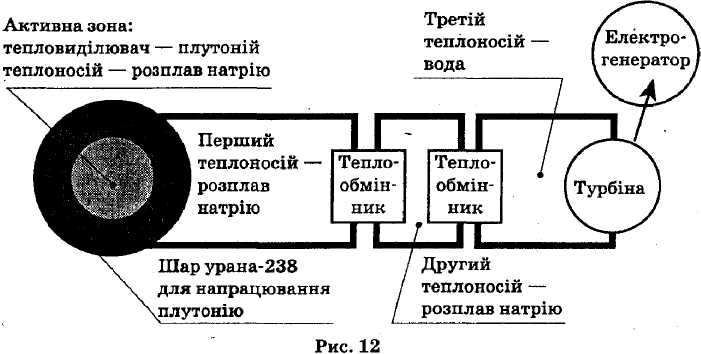 Активна зона:
тепловиділювач — плутоній
теплоносій — розплав натрію
Третій
теплоносій —
вода
Електро-
генератор
Перший
теплоносій —
розплав
натрію
Тепло-
обмін-
ник
Тепло-
обмін-
ник
Турбіна
Шар урана-238
для напрацювання
плутонію
Другий
теплоносій —
розплав натрію
Рис. 12